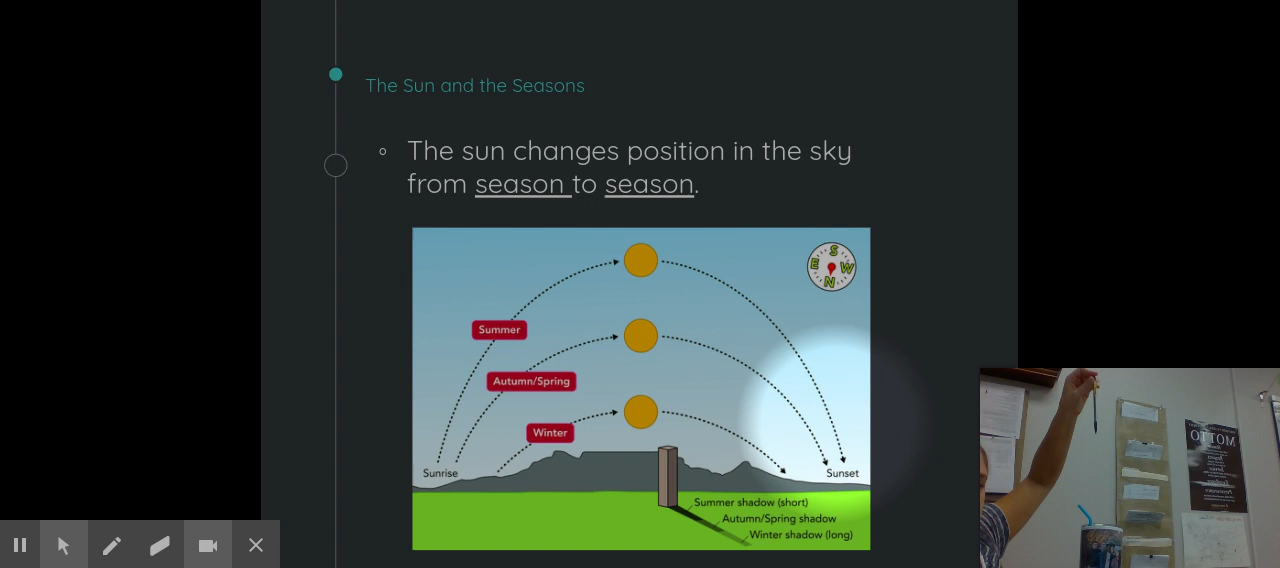 The Sun and the Seasons
The sun changes position in the sky
from season to season.
S
E W
N
Summer
Autumn/Spring
Winter
Sunrise
Sunset
Summer shadow (short)
Autumn/Spring shadow
Winter shadow (long)
MOTTO